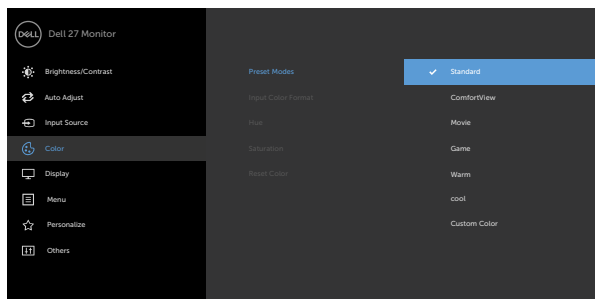 DELL Dell 27 Monitor
Brightness/Contrast
Auto Adjust
Input Source
Color
Display
Menu
Personalize
Others
Preset Modes
Input Color Format
Hue
Saturation
Reset Color
Standard
ComfortView
Movie
Game
Warm
cool
Custom Color